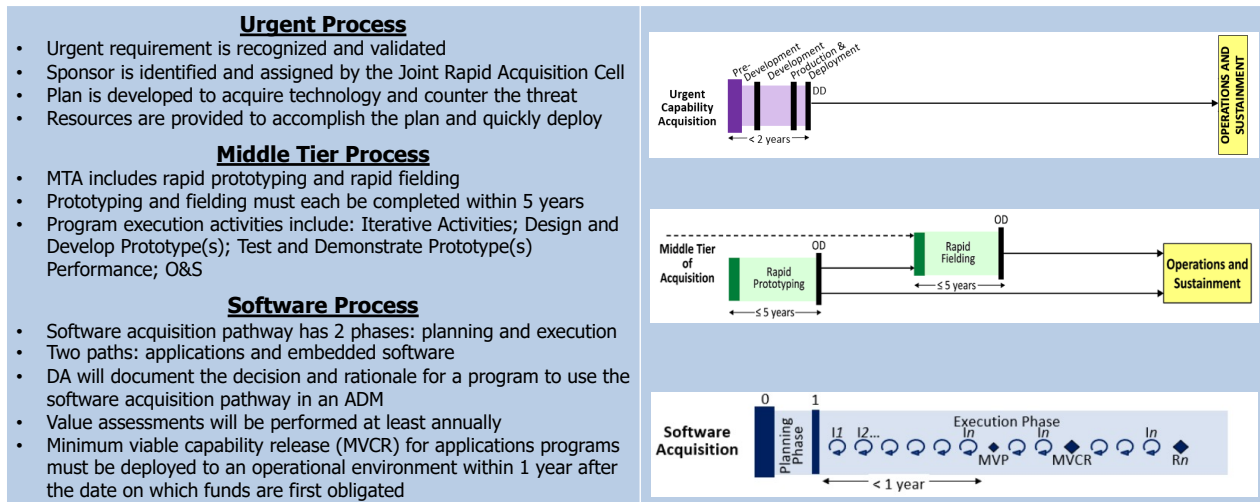 Urgent Process
• Urgent requirement is recognized and validated
• Sponsor is identified and assigned by the Joint Rapid Acquisition Cell
• Plan is developed to acquire technology and counter the threat
• Resources are provided to accomplish the plan and quickly deploy
Middle Tier Process
• MTA includes rapid prototyping and rapid fielding
• Prototyping and fielding must each be completed within 5 years
• Program execution activities include: Iterative Activities; Design and
Develop Prototype(s); Test and Demonstrate Prototype(s)
Performance; O&S
Software Process
• Software acquisition pathway has 2 phases: planning and execution
• Two paths: applications and embedded software
• DA will document the decision and rationale for a program to use the
software acquisition pathway in an ADM
• Value assessments will be performed at least annually
• Minimum viable capability release (MVCR) for applications programs
must be deployed to an operational environment within 1 year after
the date on which funds are first obligated
Urgent
Capability
Acquisition
Pre-
Development
Development
Production &
Deployment
DD
< 2 years
OPERATIONS AND
SUSTAINMENT
Middle Tier
of
Acquisition
Rapid
Prototyping
OD
≤ 5 years
Rapid
Fielding
OD
≤ 5 years
Operations and
Sustainment
Software
Acquisition
0
Planning
Phase
1
Execution Phase
I1 I2... In In In
MVP MVCR Rn
< 1 year